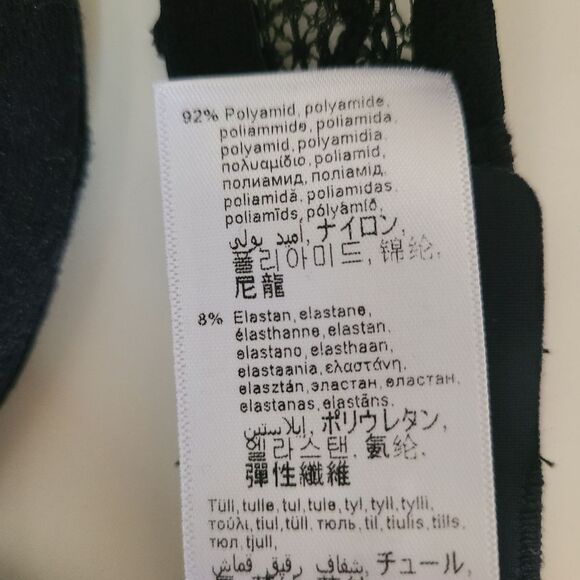 92% Polyamid, polyamide,
poliammide, poliamida,
polyamid, polyamidia,
πολυαμίδιο, poliamid,
полиамид, поліамід,
poliamidă, poliamidas,
poliamīds, pólýamíð,
أميد بولي, ナイロン,
폴리아미드, 锦纶,
尼龍
8% Elastan, elastane,
élasthanne, elastan,
elastano, elasthaan,
elastaania, ελαστάνη,
elasztán, эластан, еластан,
elastanas, elastāns,
إيلاستين, ポリウレタン,
엘라스탠, 氨纶,
彈性纖維
Tüll, tulle, tul, tule, tyl, tyll, tylli,
τούλι, tiul, tüll, тюль, til, tiulis, tills,
тюл, tjull,
شفاف رقيق قماش, チュール,